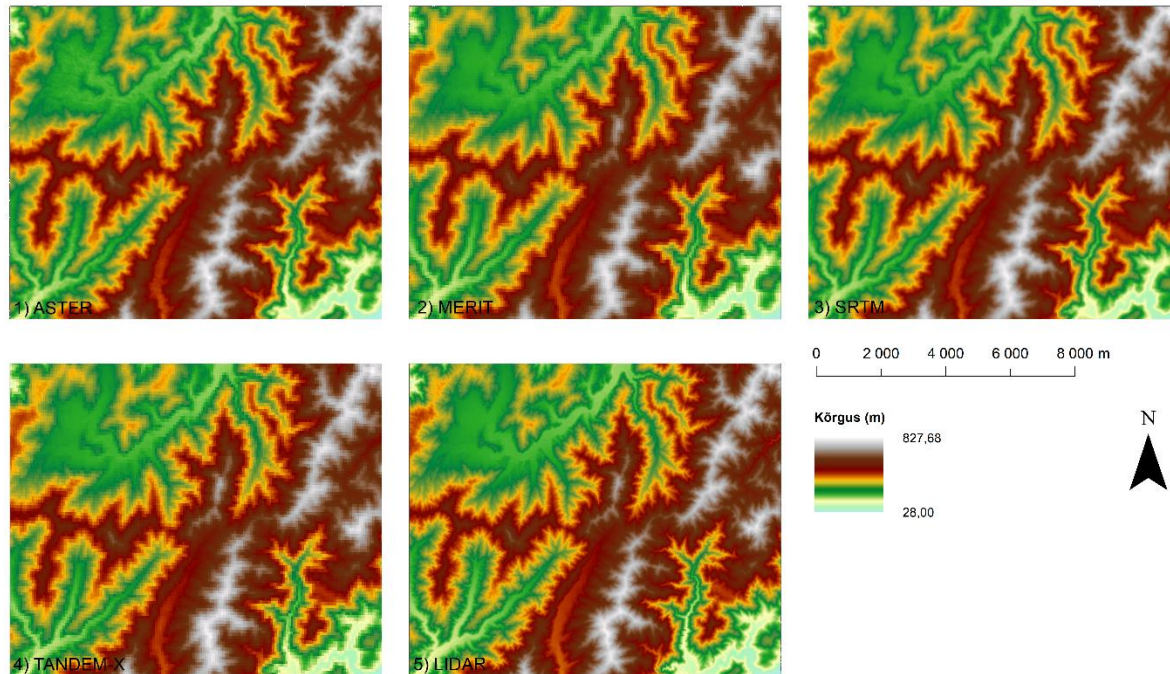 1) ASTER
2) MERIT
3) SRTM
4) TANDEM-X
5) LIDAR
0 2 000 4 000 6 000 8 000 m
Kõrgus (m)
827,68
28,00
N